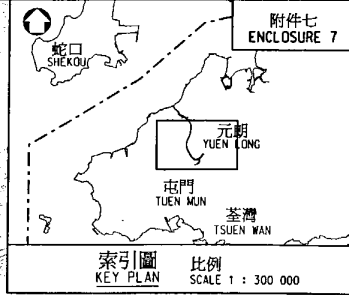 附件七
ENCLOSURE 7
蛇口
SHEKOU
元朗
YUEN LONG
屯門
TUEN MUN
荃灣
TSUEN WAN
索引圖
KEY PLAN
比例
SCALE 1 : 300 000